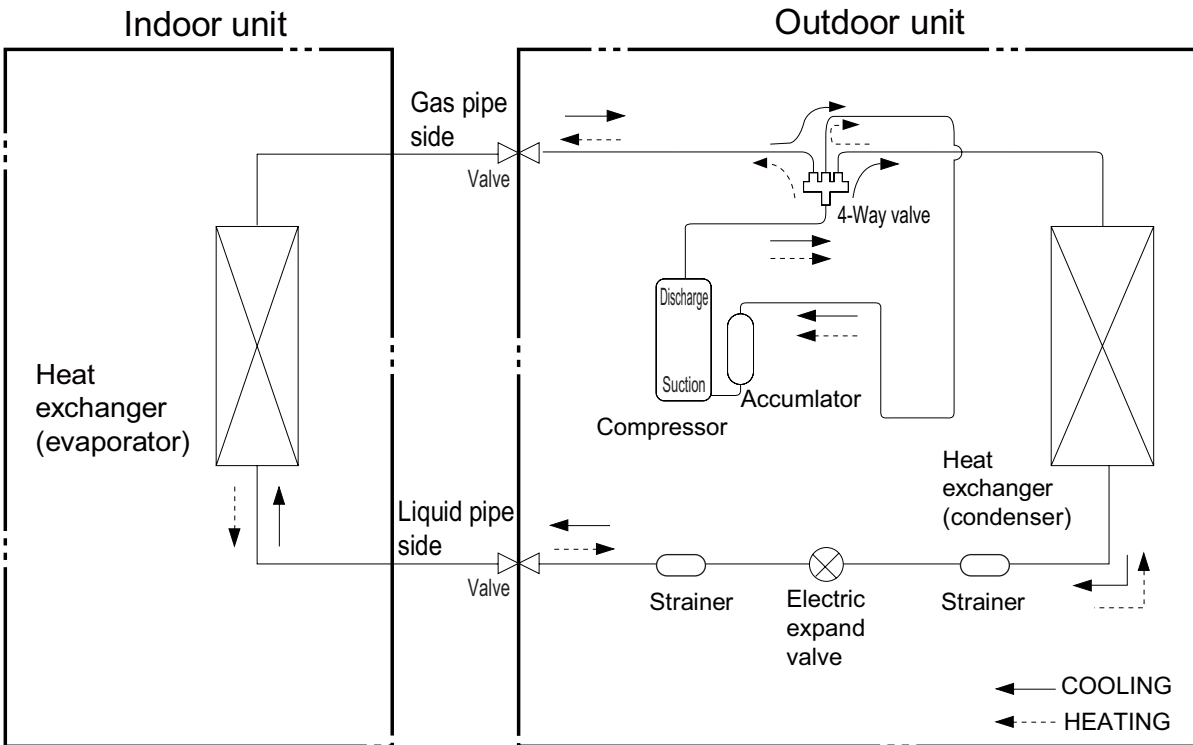 Indoor unit
Outdoor unit
Gas pipe
side
Valve
4-Way valve
Discharge
Suction
Accumlator
Compressor
Heat
exchanger
(evaporator)
Heat
exchanger
(condenser)
Liquid pipe
side
Valve
Strainer
Electric
expand
valve
Strainer
COOLING
HEATING